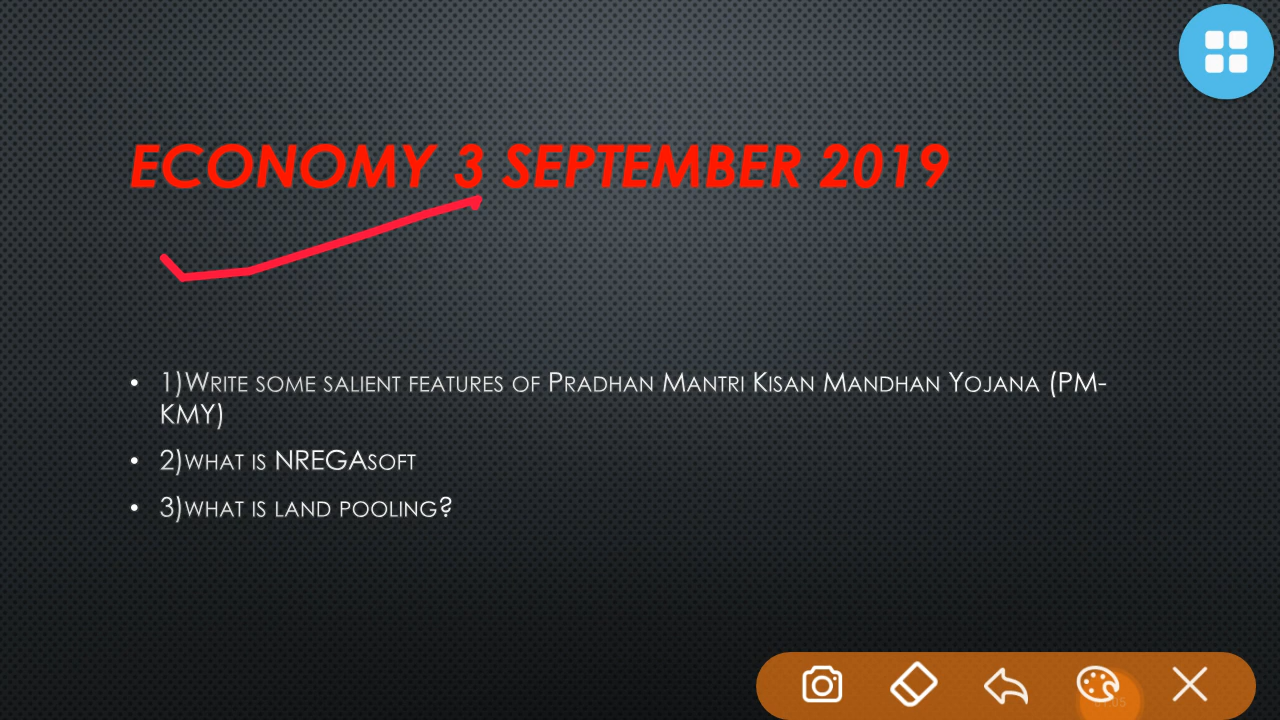 ECONOMY 3 SEPTEMBER 2019
• 1)Write some salient features of Pradhan Mantri Kisan Mandhan Yojana (PM-
KMY)
• 2)what is NREGAsoft
• 3)what is land pooling?